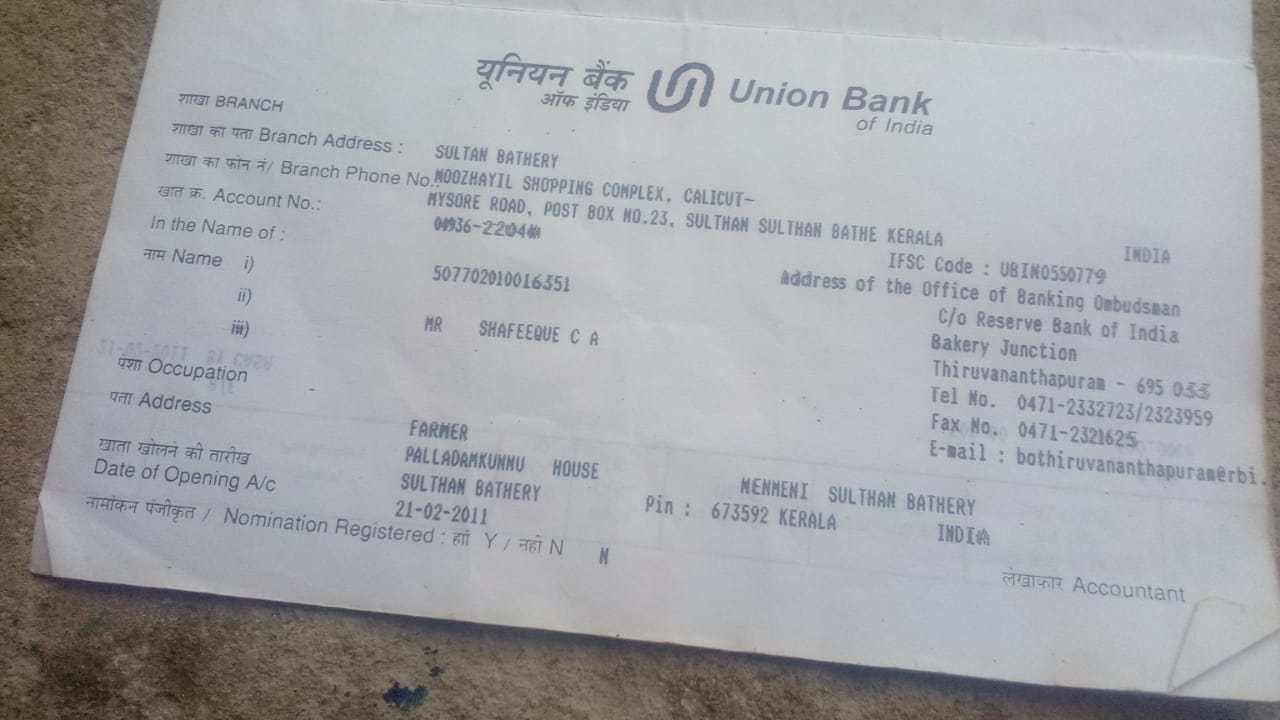 यूनियन बैंक
ऑफ इंडिया
Union Bank
of India
शाखा BRANCH
शाखा का पता Branch Address : SULTAN BATHERY
शाखा का फोन नं/ Branch Phone No.: MOOZHAYIL SHOPPING COMPLEX, CALICUT-
MYSORE ROAD, POST BOX NO.23, SULTHAN SULTHAN BATHE KERALA INDIA
खात क्र. Account No.:
In the Name of :
IFSC Code : UBIN0550779
नाम Name i) 507702010016351
Address of the Office of Banking Ombudsman
ii)
C/o Reserve Bank of India
iii) MR SHAFEEQUE C A
Bakery Junction
Thiruvananthapuram - 695 033
Tel No. 0471-2332723/2323959
Fax No. 0471-2321625
E-mail : bothiruvananthapuram@rbi.
पेशा Occupation
पता Address FARMER
PALLADAMKUNNU HOUSE NENMENI SULTHAN BATHERY
SULTHAN BATHERY Pin : 673592 KERALA INDIA
खाता खोलने की तारीख
Date of Opening A/c 21-02-2011
नामांकन पंजीकृत / Nomination Registered : हाँ Y / नहीं N N
लेखाकार Accountant